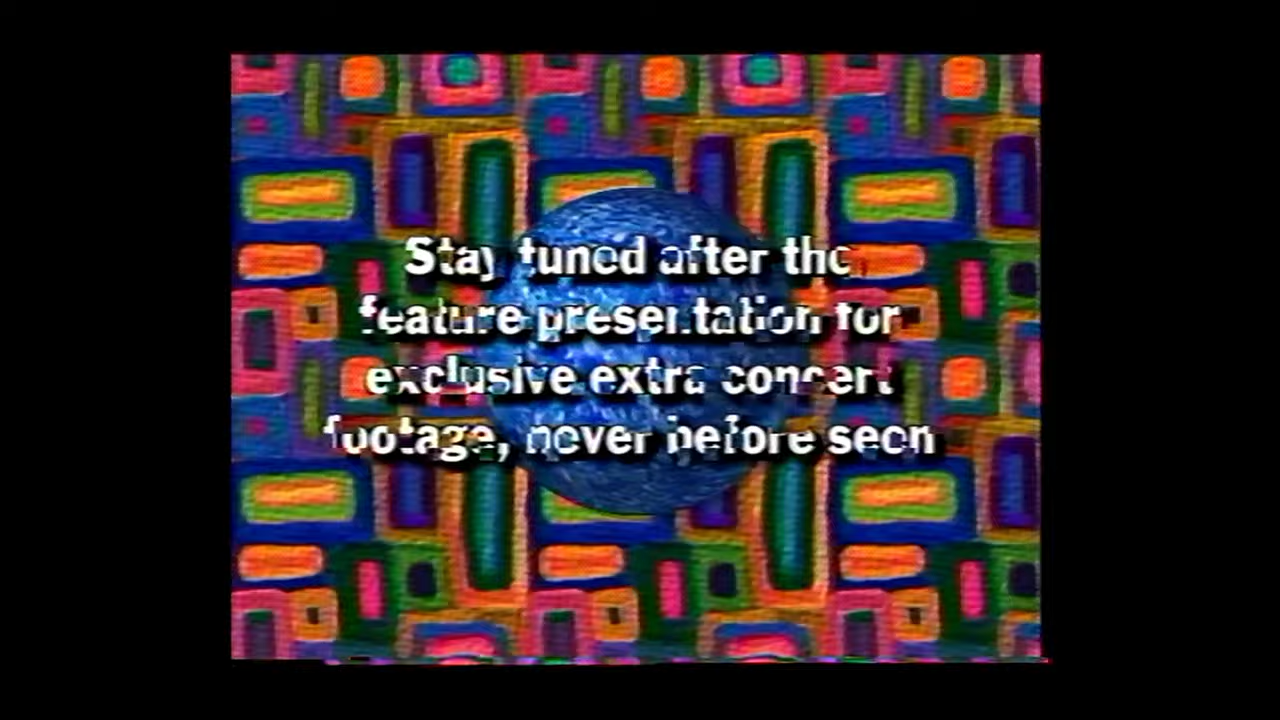 Stay tuned after the
feature presentation for
exclusive extra concert
footage, never before seen